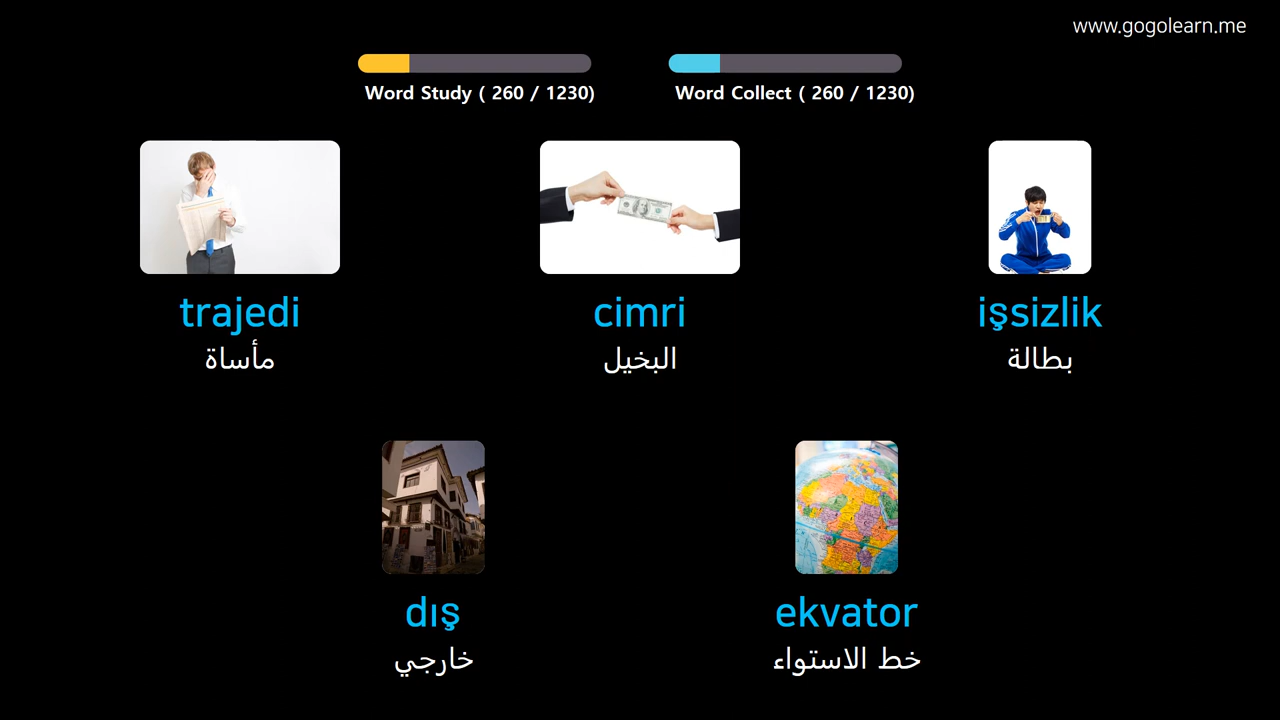 www.gogolearn.me
Word Study ( 260 / 1230)
Word Collect ( 260 / 1230)
trajedi
مأساة
cimri
البخيل
işsizlik
بطالة
dış
خارجي
ekvator
خط الاستواء